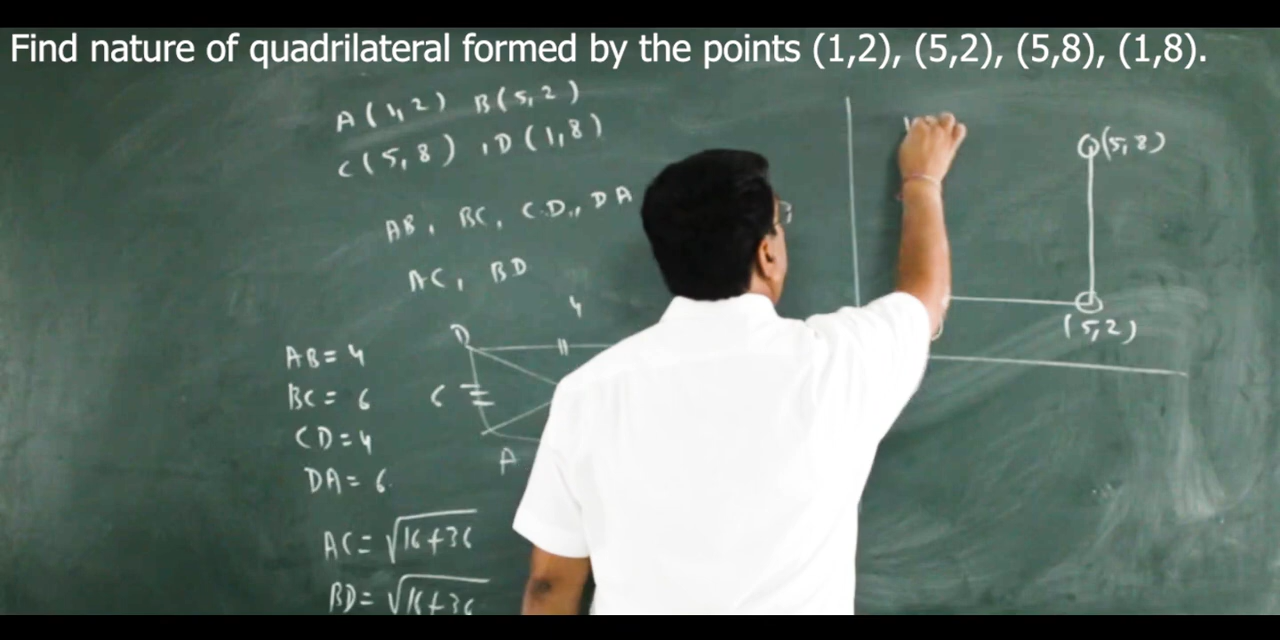 Find nature of quadrilateral formed by the points (1,2), (5,2), (5,8), (1,8).
A(1,2) B(5,2)
C(5,8) , D(1,8)
AB, BC, CD, DA
AC, BD
4
D
AB = 4
BC = 6
6
CD = 4
A
DA = 6
AC = √16+36
BD = √16+36
(5,8)
(5,2)